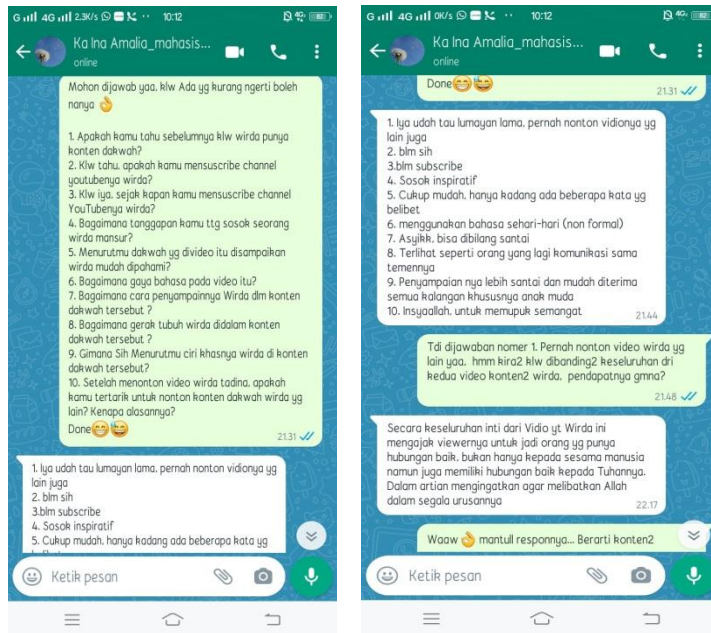 G 4G 2.3K/s 10:12 4G 82
Ka Ina Amalia_mahasis...
online
Mohon dijawab yaa, klw Ada yg kurang ngerti boleh
nanya 👌
1. Apakah kamu tahu sebelumnya klw wirda punya
konten dakwah?
2. Klw tahu, apakah kamu mensuscribe channel
youtubenya wirda?
3. Klw iya, sejak kapan kamu mensuscribe channel
YouTubenya wirda?
4. Bagaimana tanggapan kamu ttg sosok seorang
wirda mansur?
5. Menurutmu dakwah yg divideo itu disampaikan
wirda mudah dipahami?
6. Bagaimana gaya bahasa pada video itu?
7. Bagaimana cara penyampainnya Wirda dlm konten
dakwah tersebut ?
8. Bagaimana gerak tubuh wirda didalam konten
dakwah tersebut ?
9. Gimana Sih Menurutmu ciri khasnya wirda di konten
dakwah tersebut?
10. Setelah menonton video wirda tadina, apakah
kamu tertarik untuk nonton konten dakwah wirda yg
lain? Kenapa alasannya?
Done😁😅
21.31
1. Iya udah tau lumayan lama, pernah nonton vidionya yg
lain juga
2. blm sih
3.blm subscribe
4. Sosok inspiratif
5. Cukup mudah, hanya kadang ada beberapa kata yg
Ketik pesan
G 4G 4G 0K/s 10:12 4G 82
Ka Ina Amalia_mahasis...
online
Done😁😅
21.31
1. Iya udah tau lumayan lama, pernah nonton vidionya yg
lain juga
2. blm sih
3.blm subscribe
4. Sosok inspiratif
5. Cukup mudah, hanya kadang ada beberapa kata yg
belibet
6. menggunakan bahasa sehari-hari (non formal)
7. Asyikk, bisa dibilang santai
8. Terlihat seperti orang yang lagi komunikasi sama
temennya
9. Penyampaian nya lebih santai dan mudah diterima
semua kalangan khususnya anak muda
10. Insyaallah, untuk memupuk semangat
21.44
Tdi dijawaban nomer 1. Pernah nonton video wirda yg
lain yaa, hmm kira2 klw dibanding2 keseluruhan dri
kedua video konten2 wirda, pendapatnya gmna?
21.48
Secara keseluruhan inti dari Vidio yt Wirda ini
mengajak viewernya untuk jadi orang yg punya
hubungan baik, bukan hanya kepada sesama manusia
namun juga memiliki hubungan baik kepada Tuhannya.
Dalam artian mengingatkan agar melibatkan Allah
dalam segala urusannya
22.17
Waaw 👌 mantull responnya... Berarti konten2
Ketik pesan